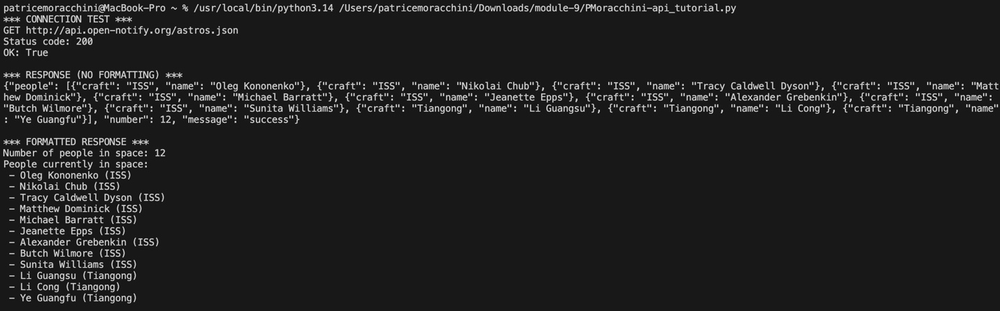 patricemoracchini@MacBook-Pro ~ % /usr/local/bin/python3.14 /Users/patricemoracchini/Downloads/module-9/PMoracchini-api_tutorial.py
*** CONNECTION TEST ***
GET http://api.open-notify.org/astros.json
Status code: 200
OK: True

*** RESPONSE (NO FORMATTING) ***
{"people": [{"craft": "ISS", "name": "Oleg Kononenko"}, {"craft": "ISS", "name": "Nikolai Chub"}, {"craft": "ISS", "name": "Tracy Caldwell Dyson"}, {"craft": "ISS", "name": "Matt
hew Dominick"}, {"craft": "ISS", "name": "Michael Barratt"}, {"craft": "ISS", "name": "Jeanette Epps"}, {"craft": "ISS", "name": "Alexander Grebenkin"}, {"craft": "ISS", "name":
"Butch Wilmore"}, {"craft": "ISS", "name": "Sunita Williams"}, {"craft": "Tiangong", "name": "Li Guangsu"}, {"craft": "Tiangong", "name": "Li Cong"}, {"craft": "Tiangong", "name"
: "Ye Guangfu"}], "number": 12, "message": "success"}

*** FORMATTED RESPONSE ***
Number of people in space: 12
People currently in space:
 - Oleg Kononenko (ISS)
 - Nikolai Chub (ISS)
 - Tracy Caldwell Dyson (ISS)
 - Matthew Dominick (ISS)
 - Michael Barratt (ISS)
 - Jeanette Epps (ISS)
 - Alexander Grebenkin (ISS)
 - Butch Wilmore (ISS)
 - Sunita Williams (ISS)
 - Li Guangsu (Tiangong)
 - Li Cong (Tiangong)
 - Ye Guangfu (Tiangong)